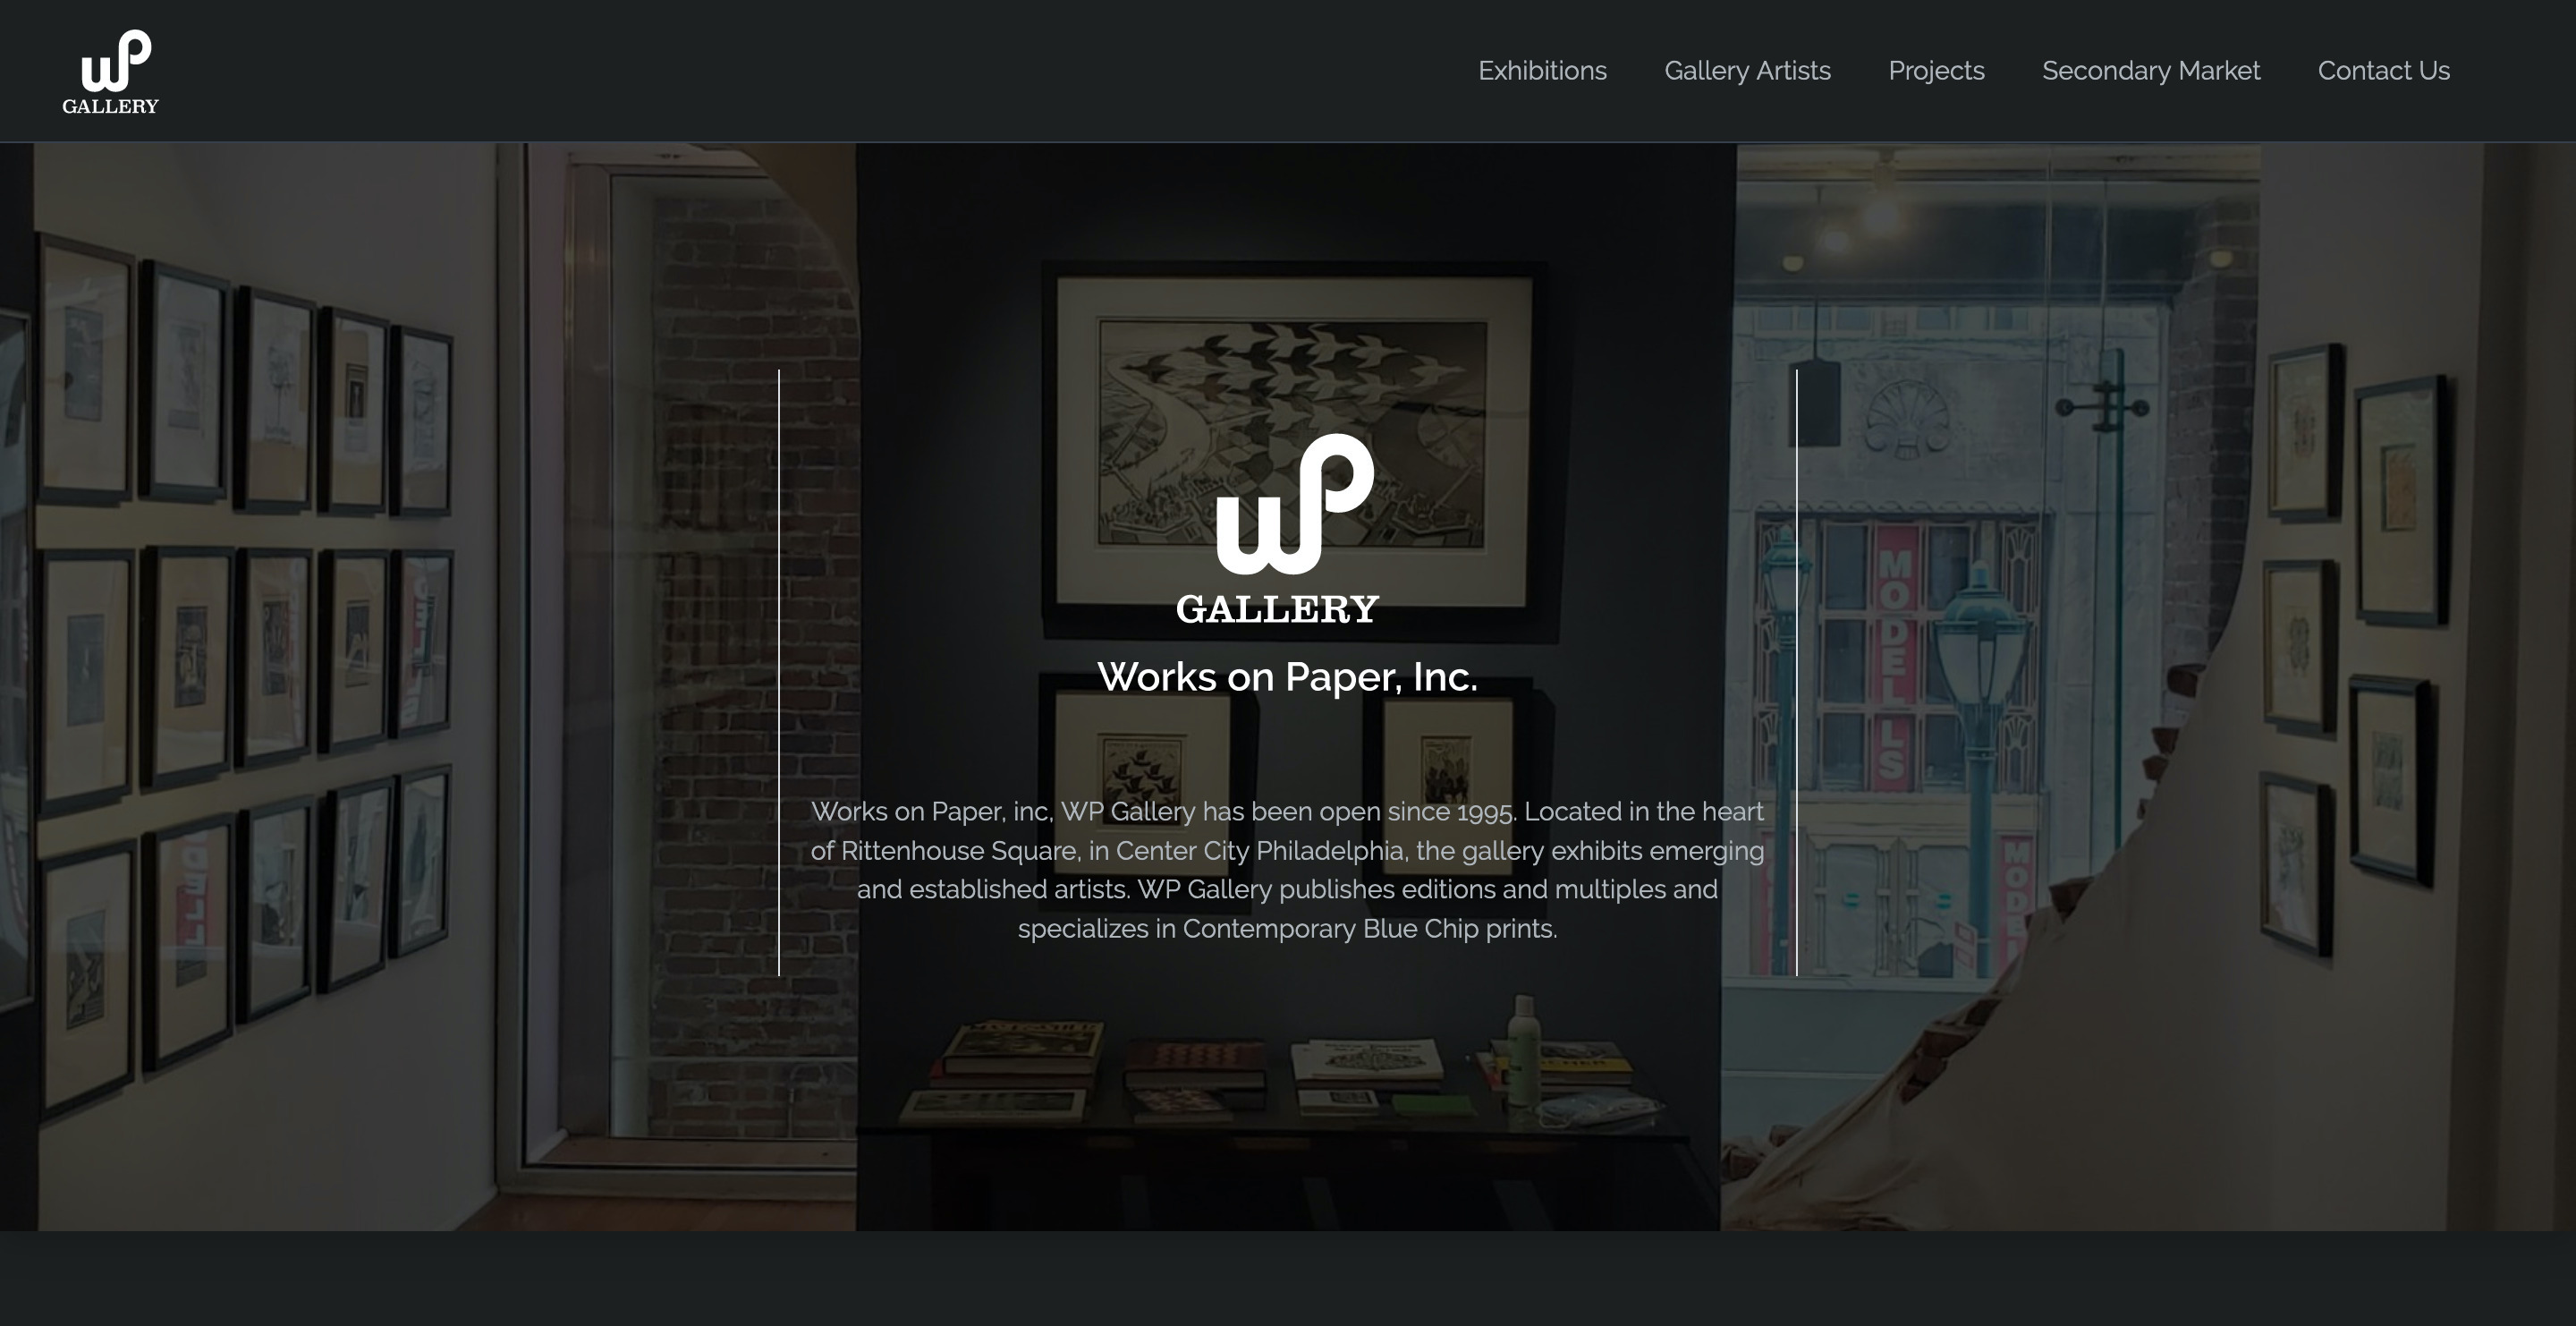 wP
GALLERY
Exhibitions Gallery Artists Projects Secondary Market Contact Us
wP
GALLERY
Works on Paper, Inc.
Works on Paper, inc, WP Gallery has been open since 1995. Located in the heart
of Rittenhouse Square, in Center City Philadelphia, the gallery exhibits emerging
and established artists. WP Gallery publishes editions and multiples and
specializes in Contemporary Blue Chip prints.
MODELLS